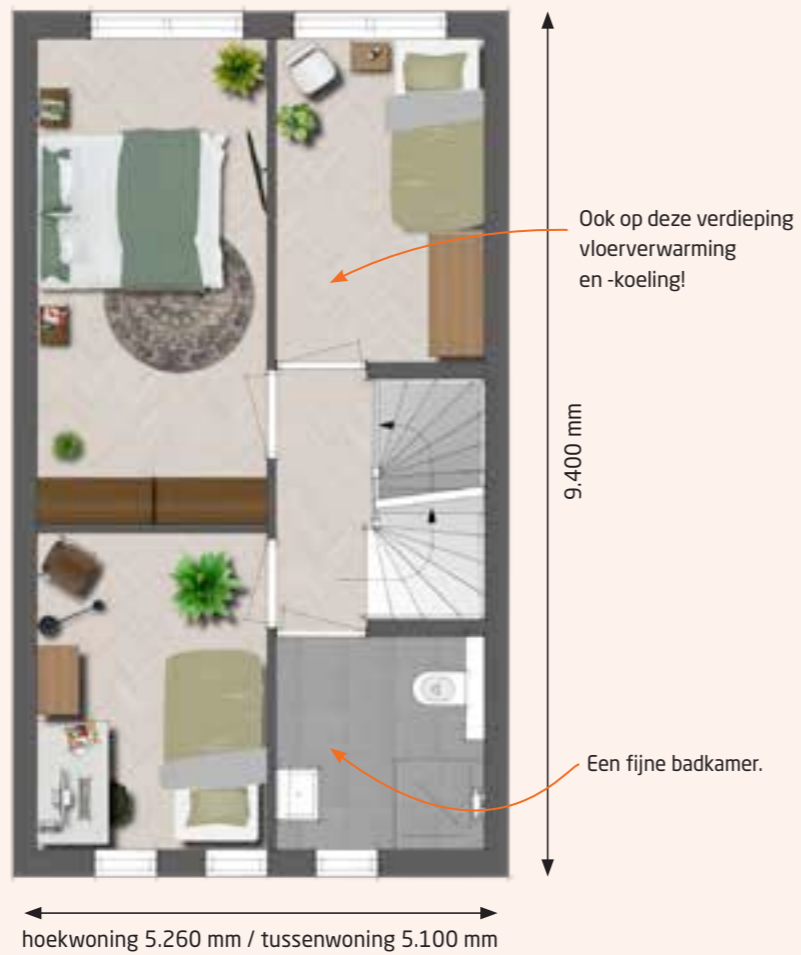 Ook op deze verdieping
vloerverwarming
en -koeling!
9.400 mm
Een fijne badkamer.
hoekwoning 5.260 mm / tussenwoning 5.100 mm